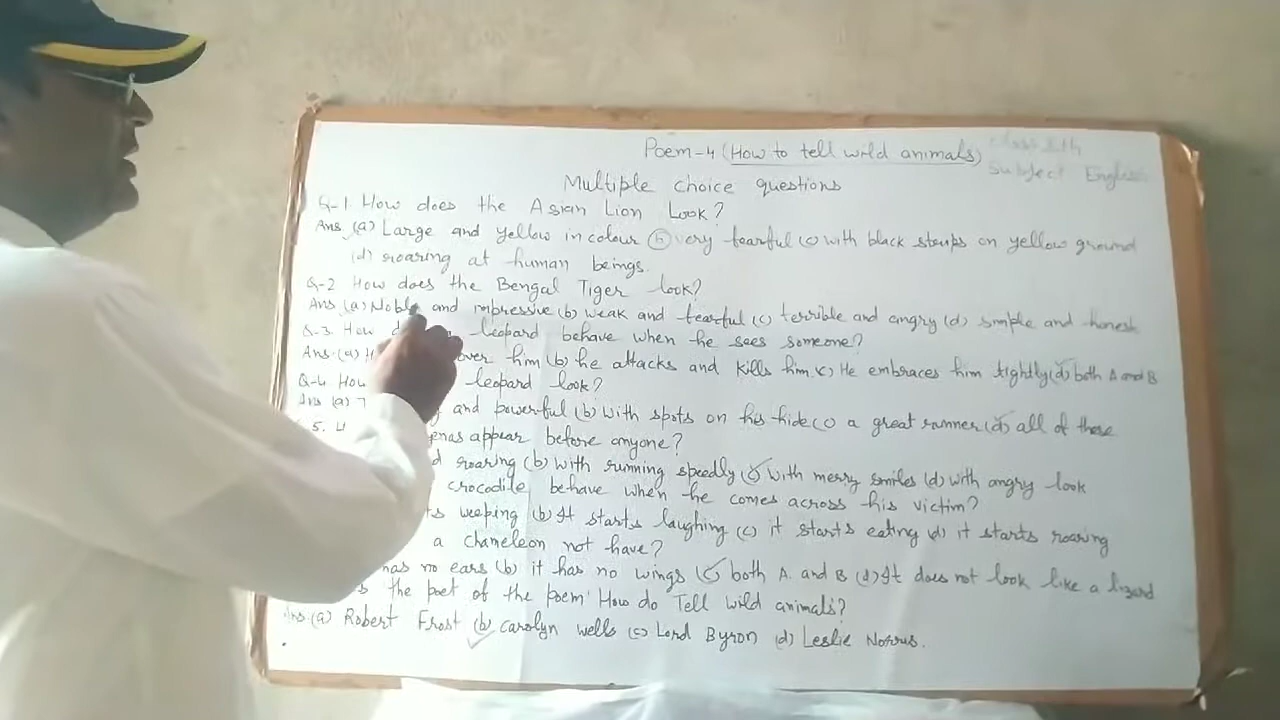 Poem-4 (How to tell wild animals)
Class 10th
Subject English
Multiple choice questions
Q-1 How does the Asian Lion Look?
Ans (a) Large and yellow in colour (b) very fearful (c) with black steups on yellow ground
(d) roaring at human beings.
Q-2 How does the Bengal Tiger look?
Ans (a) Noble and impressive (b) weak and fearful (c) terrible and angry (d) simple and honest
Q-3. How leopard behave when he sees someone?
Ans. (a) over him (b) he attacks and kills him (c) He embraces him tightly (d) both A and B
Q-4. How leopard look?
Ans (a) and powerful (b) with spots on his hide (c) a great runner (d) all of these
5. appear before anyone?
roaring (b) with running speedly (c) with merry smiles (d) with angry look
crocodile behave when he comes across his victim?
weeping (b) It starts laughing (c) it starts eating (d) it starts roaring
a chameleon not have?
has no ears (b) it has no wings (c) both A and B (d) It does not look like a lizard
the poet of the poem 'How do Tell wild animals'?
Ans. (a) Robert Frost (b) Carolyn wells (c) Lord Byron (d) Leslie Norrus.